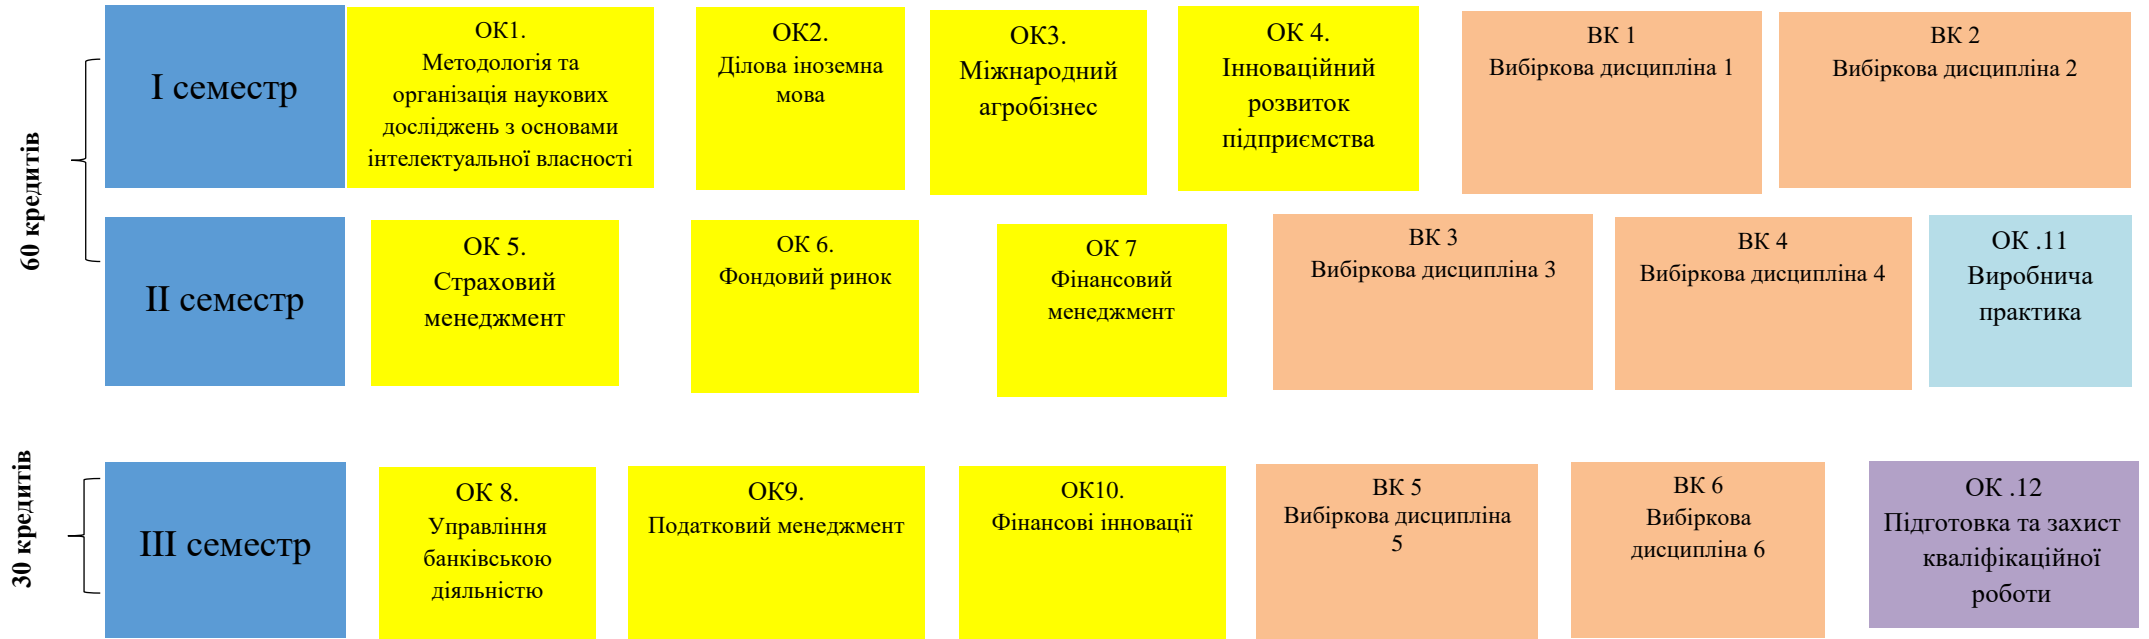 60 кредитів
I семестр
ОК1.
Методологія та
організація наукових
досліджень з основами
інтелектуальної власності
ОК2.
Ділова іноземна
мова
ОК3.
Міжнародний
агробізнес
ОК 4.
Інноваційний
розвиток
підприємства
ВК 1
Вибіркова дисципліна 1
ВК 2
Вибіркова дисципліна 2
II семестр
ОК 5.
Страховий
менеджмент
ОК 6.
Фондовий ринок
ОК 7
Фінансовий
менеджмент
ВК 3
Вибіркова дисципліна 3
ВК 4
Вибіркова дисципліна 4
ОК .11
Виробнича
практика
30 кредитів
III семестр
ОК 8.
Управління
банківською
діяльністю
ОК9.
Податковий менеджмент
ОК10.
Фінансові інновації
ВК 5
Вибіркова дисципліна
5
ВК 6
Вибіркова
дисципліна 6
ОК .12
Підготовка та захист
кваліфікаційної
роботи